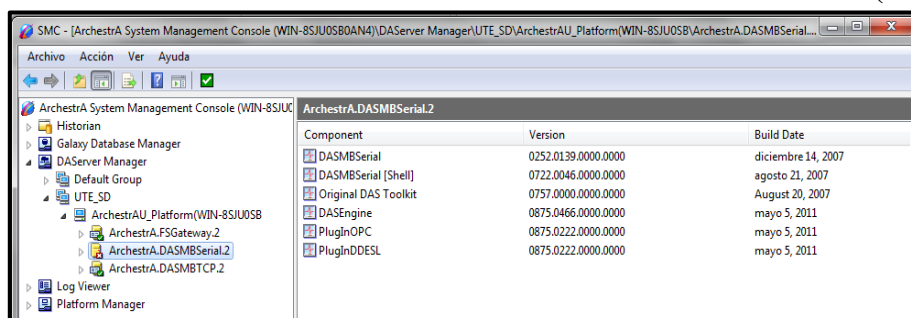 SMC - [ArchestrA System Management Console (WIN-8SJU0SB0AN4)\DAServer Manager\UTE_SD\ArchestrAU_Platform(WIN-8SJU0SB\ArchestrA.DASMBSerial....
Archivo Acción Ver Ayuda
ArchestrA System Management Console (WIN-8SJU
Historian
Galaxy Database Manager
DAServer Manager
Default Group
UTE_SD
ArchestrAU_Platform(WIN-8SJU0SB
ArchestrA.FSGateway.2
ArchestrA.DASMBSerial.2
ArchestrA.DASMBTCP.2
Log Viewer
Platform Manager
ArchestrA.DASMBSerial.2
Component Version Build Date
DASMBSerial 0252.0139.0000.0000 diciembre 14, 2007
DASMBSerial [Shell] 0722.0046.0000.0000 agosto 21, 2007
Original DAS Toolkit 0757.0000.0000.0000 August 20, 2007
DASEngine 0875.0466.0000.0000 mayo 5, 2011
PlugInOPC 0875.0222.0000.0000 mayo 5, 2011
PlugInDDESL 0875.0222.0000.0000 mayo 5, 2011